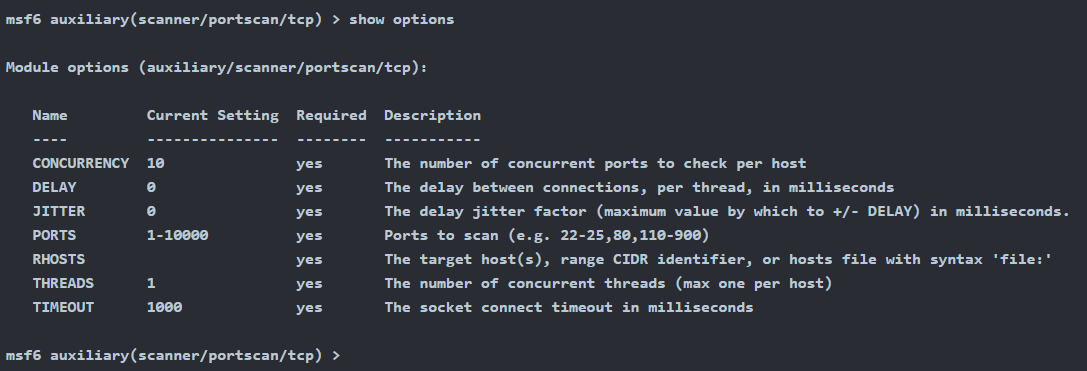 msf6 auxiliary(scanner/portscan/tcp) > show options
Module options (auxiliary/scanner/portscan/tcp):
Name Current Setting Required Description
---- --------------- -------- -----------
CONCURRENCY 10 yes The number of concurrent ports to check per host
DELAY 0 yes The delay between connections, per thread, in milliseconds
JITTER 0 yes The delay jitter factor (maximum value by which to +/- DELAY) in milliseconds.
PORTS 1-10000 yes Ports to scan (e.g. 22-25,80,110-900)
RHOSTS yes The target host(s), range CIDR identifier, or hosts file with syntax 'file:'
THREADS 1 yes The number of concurrent threads (max one per host)
TIMEOUT 1000 yes The socket connect timeout in milliseconds
msf6 auxiliary(scanner/portscan/tcp) >